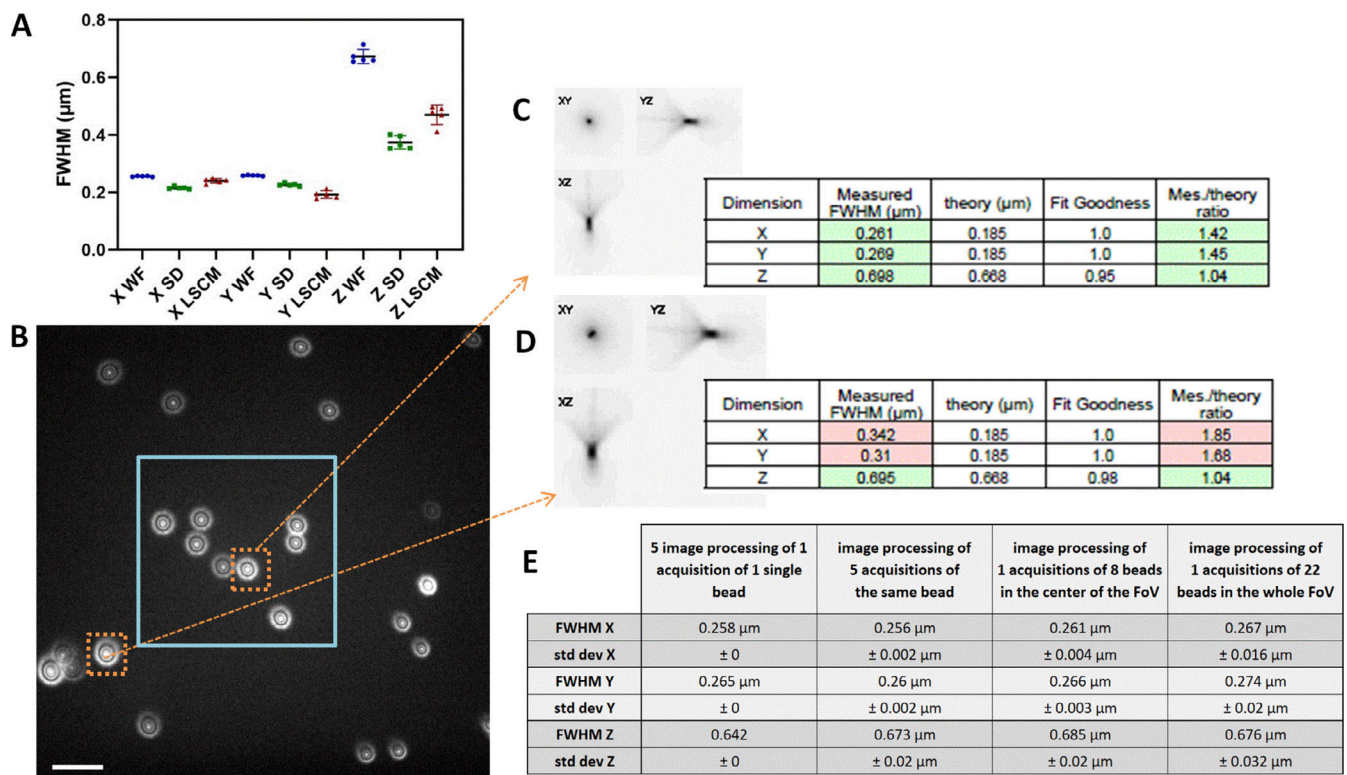 A
FWHM (µm)
0.8
0.6
0.4
0.2
0.0
X WF
X SD
X LSCM
Y WF
Y SD
Y LSCM
Z WF
Z SD
Z LSCM
B
C
XY
YZ
XZ
Dimension Measured FWHM (µm) theory (µm) Fit Goodness Mes./theory ratio
X 0.261 0.185 1.0 1.42
Y 0.269 0.185 1.0 1.45
Z 0.698 0.668 0.95 1.04
D
XY
YZ
XZ
Dimension Measured FWHM (µm) theory (µm) Fit Goodness Mes./theory ratio
X 0.342 0.185 1.0 1.85
Y 0.31 0.185 1.0 1.68
Z 0.695 0.668 0.98 1.04
E
5 image processing of 1 acquisition of 1 single bead
image processing of 5 acquisitions of the same bead
image processing of 1 acquisitions of 8 beads in the center of the FoV
image processing of 1 acquisitions of 22 beads in the whole FoV
FWHM X 0.258 µm 0.256 µm 0.261 µm 0.267 µm
std dev X ± 0 ± 0.002 µm ± 0.004 µm ± 0.016 µm
FWHM Y 0.265 µm 0.26 µm 0.266 µm 0.274 µm
std dev Y ± 0 ± 0.002 µm ± 0.003 µm ± 0.02 µm
FWHM Z 0.642 0.673 µm 0.685 µm 0.676 µm
std dev Z ± 0 ± 0.02 µm ± 0.02 µm ± 0.032 µm